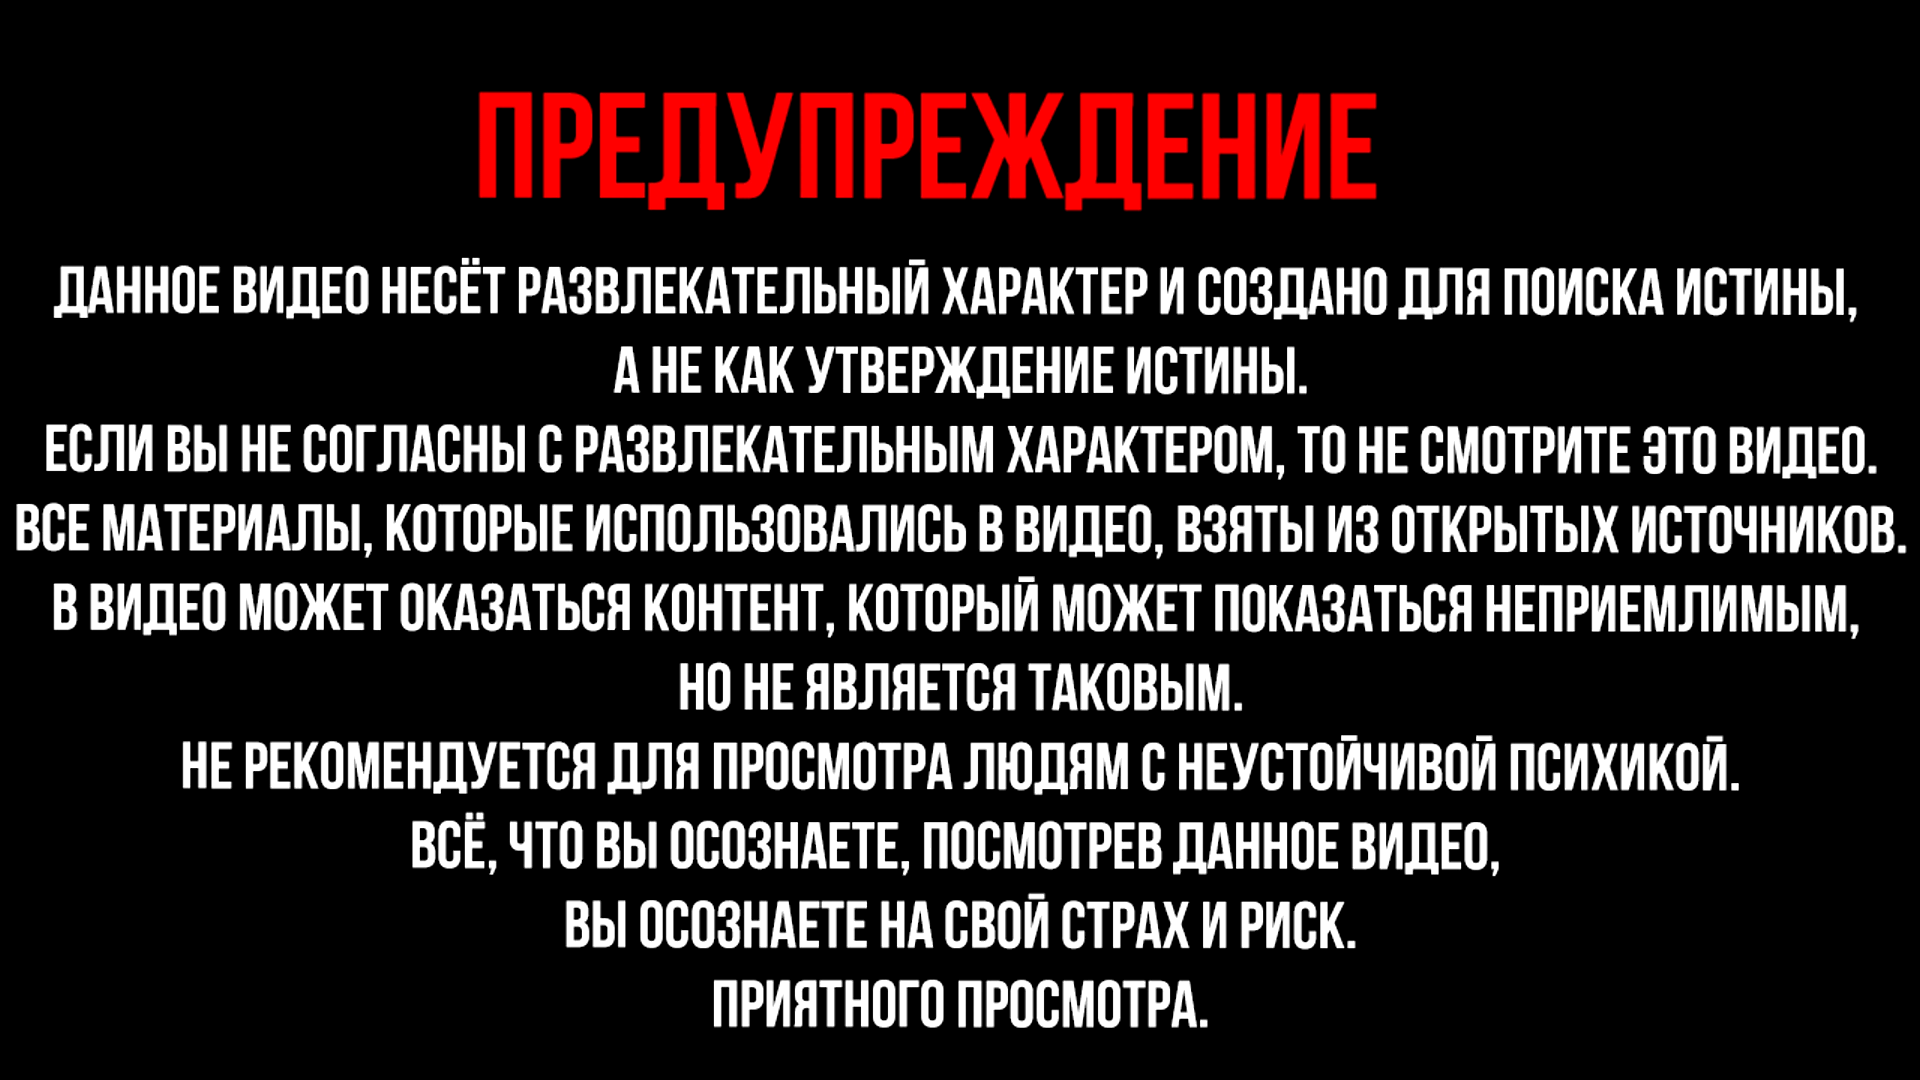 ПРЕДУПРЕЖДЕНИЕ
ДАННОЕ ВИДЕО НЕСЁТ РАЗВЛЕКАТЕЛЬНЫЙ ХАРАКТЕР И СОЗДАНО ДЛЯ ПОИСКА ИСТИНЫ,
А НЕ КАК УТВЕРЖДЕНИЕ ИСТИНЫ.
ЕСЛИ ВЫ НЕ СОГЛАСНЫ С РАЗВЛЕКАТЕЛЬНЫМ ХАРАКТЕРОМ, ТО НЕ СМОТРИТЕ ЭТО ВИДЕО.
ВСЕ МАТЕРИАЛЫ, КОТОРЫЕ ИСПОЛЬЗОВАЛИСЬ В ВИДЕО, ВЗЯТЫ ИЗ ОТКРЫТЫХ ИСТОЧНИКОВ.
В ВИДЕО МОЖЕТ ОКАЗАТЬСЯ КОНТЕНТ, КОТОРЫЙ МОЖЕТ ПОКАЗАТЬСЯ НЕПРИЕМЛИМЫМ,
НО НЕ ЯВЛЯЕТСЯ ТАКОВЫМ.
НЕ РЕКОМЕНДУЕТСЯ ДЛЯ ПРОСМОТРА ЛЮДЯМ С НЕУСТОЙЧИВОЙ ПСИХИКОЙ.
ВСЁ, ЧТО ВЫ ОСОЗНАЕТЕ, ПОСМОТРЕВ ДАННОЕ ВИДЕО,
ВЫ ОСОЗНАЕТЕ НА СВОЙ СТРАХ И РИСК.
ПРИЯТНОГО ПРОСМОТРА.